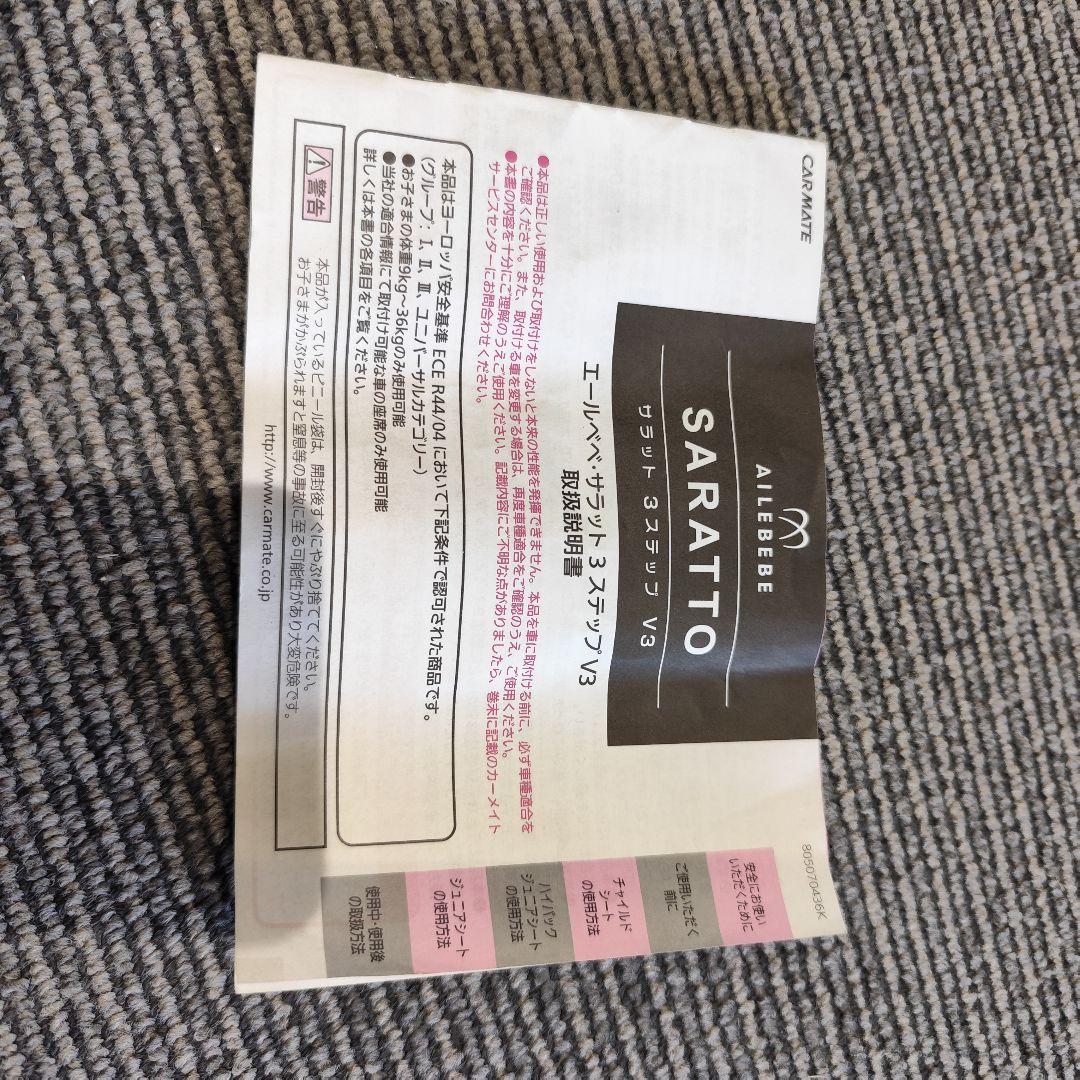 CARMATE
805070436K
AILEBEBE
SARATTO
サラット 3 ステップ V3
エールベベ・サラット 3 ステップ V3
取扱説明書
●本品は正しい使用および取付けをしないと本来の性能を発揮できません。本品を車に取付ける前に、必ず車種適合を
ご確認ください。また、取付ける車を変更する場合は、再度車種適合をご確認のうえ、ご使用ください。
●本書の内容を十分にご理解のうえご使用ください。記載内容にご不明な点がありましたら、巻末に記載のカーメイト
サービスセンターにお問合わせください。
本品はヨーロッパ安全基準 ECE R44/04 において下記条件で認可された商品です。
(グループ:Ⅰ、Ⅱ、Ⅲ、ユニバーサルカテゴリー)
●お子さまの体重9kg~36kgのみ使用可能
●当社の適合情報にて取付け可能な車の座席のみ使用可能
詳しくは本書の各項目をご覧ください。
警告
本品が入っているビニール袋は、開封後すぐにやぶり捨ててください。
お子さまがかぶられますと窒息等の事故に至る可能性があり大変危険です。
http://www.carmate.co.jp
安全にお使い
いただくために
ご使用いただく
前に
チャイルド
シート
の使用方法
ハイバック
ジュニアシート
の使用方法
ジュニアシート
の使用方法
使用中・使用後
の取扱方法